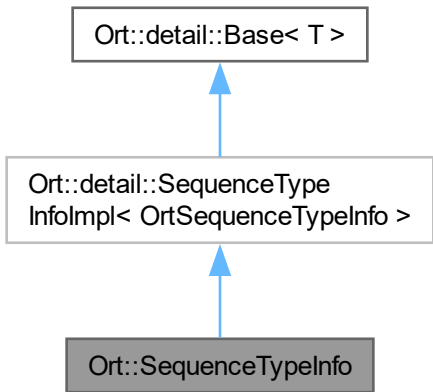 Ort::detail::Base< T >
Ort::detail::SequenceType
InfoImpl< OrtSequenceTypeInfo >
Ort::SequenceTypeInfo